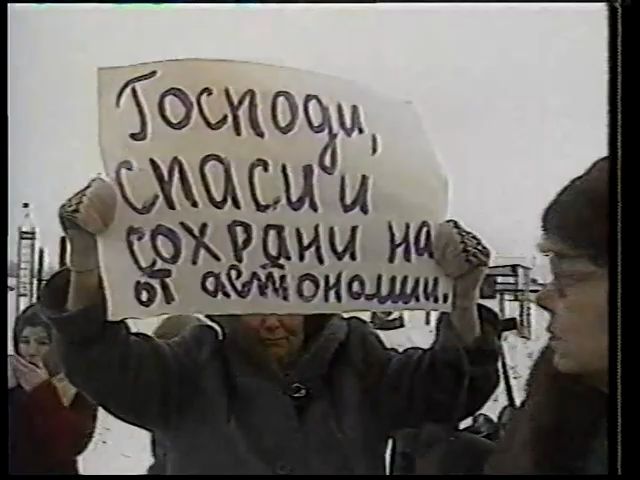 Господи,
спаси и
сохрани на
от автономии.